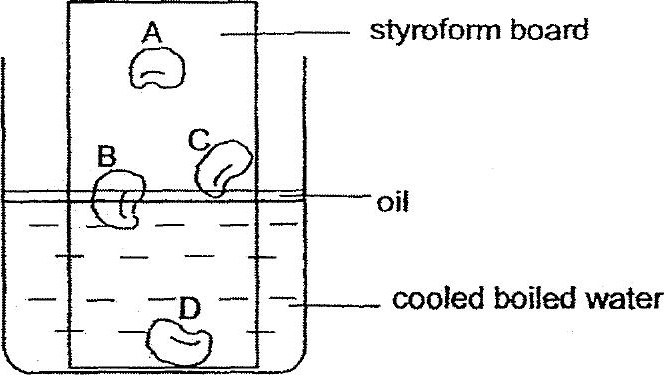 A
styroform board
C
B
oil
cooled boiled water
D